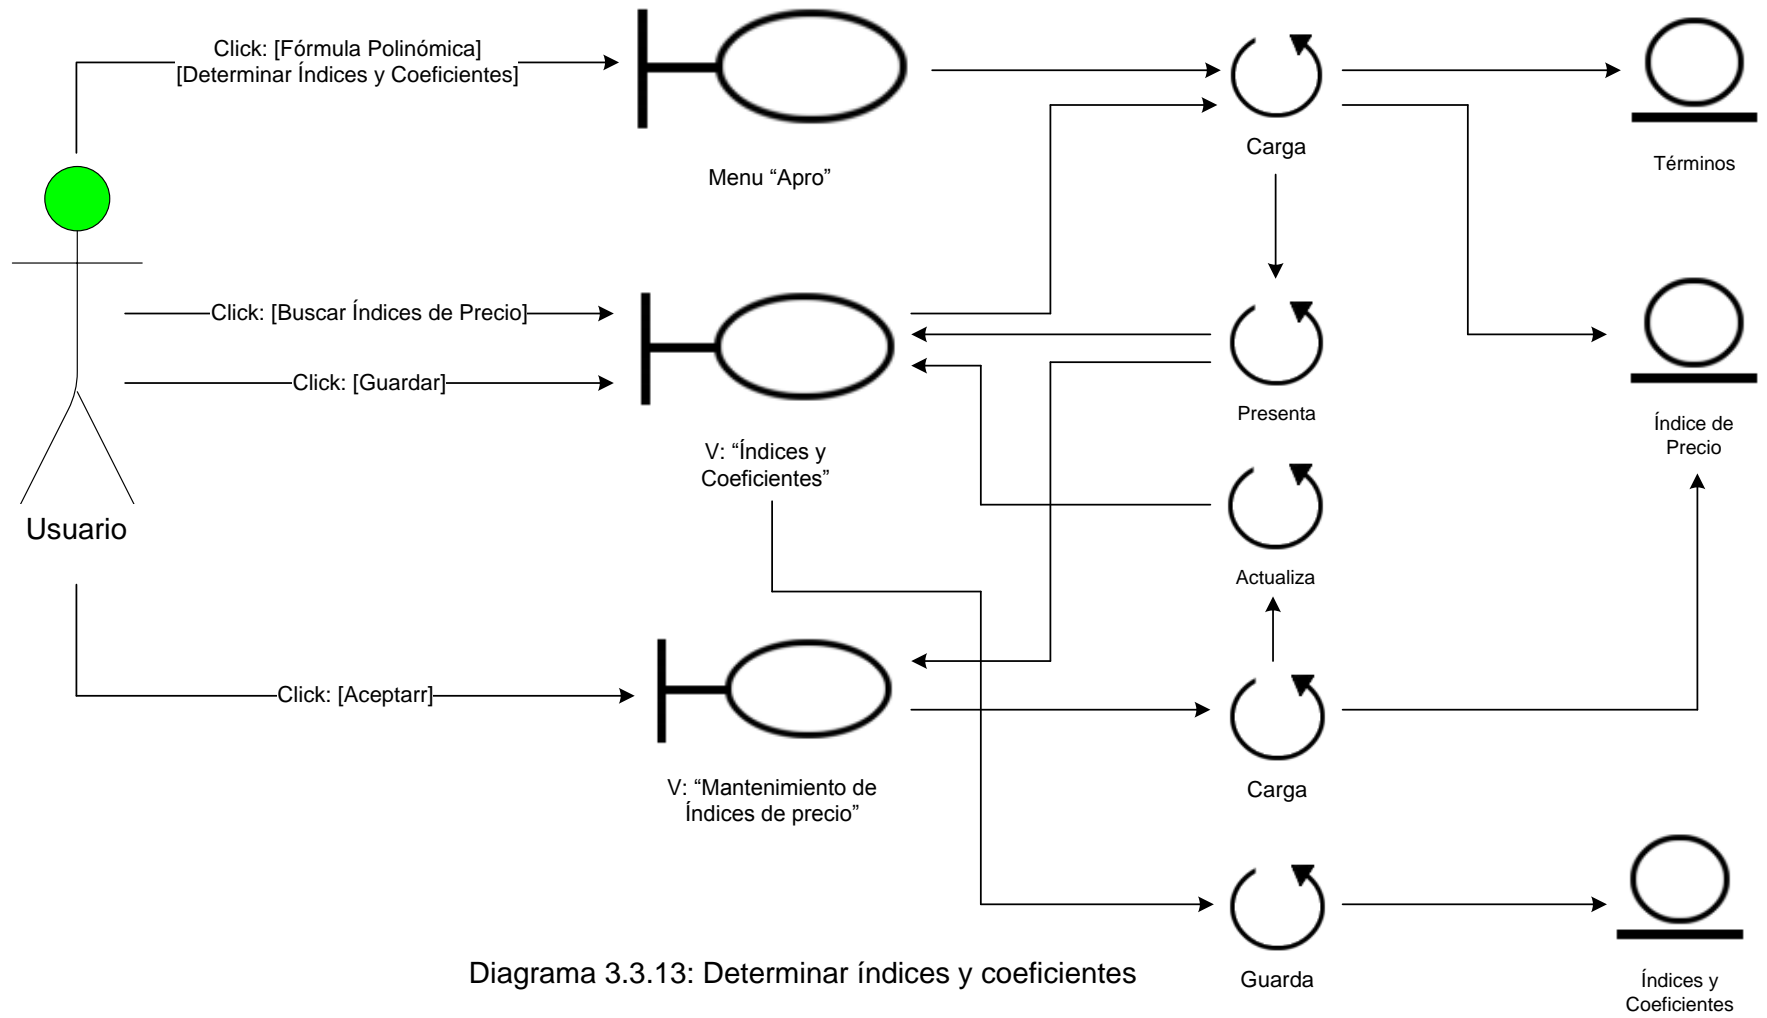 Click: [Fórmula Polinómica]
[Determinar Índices y Coeficientes]
Carga
Términos
Menu “Apro”
Click: [Buscar Índices de Precio]
Click: [Guardar]
Presenta
Índice de
Precio
V: “Índices y
Coeficientes”
Usuario
Actualiza
Click: [Aceptarr]
V: “Mantenimiento de
Índices de precio”
Carga
Diagrama 3.3.13: Determinar índices y coeficientes
Guarda
Índices y
Coeficientes